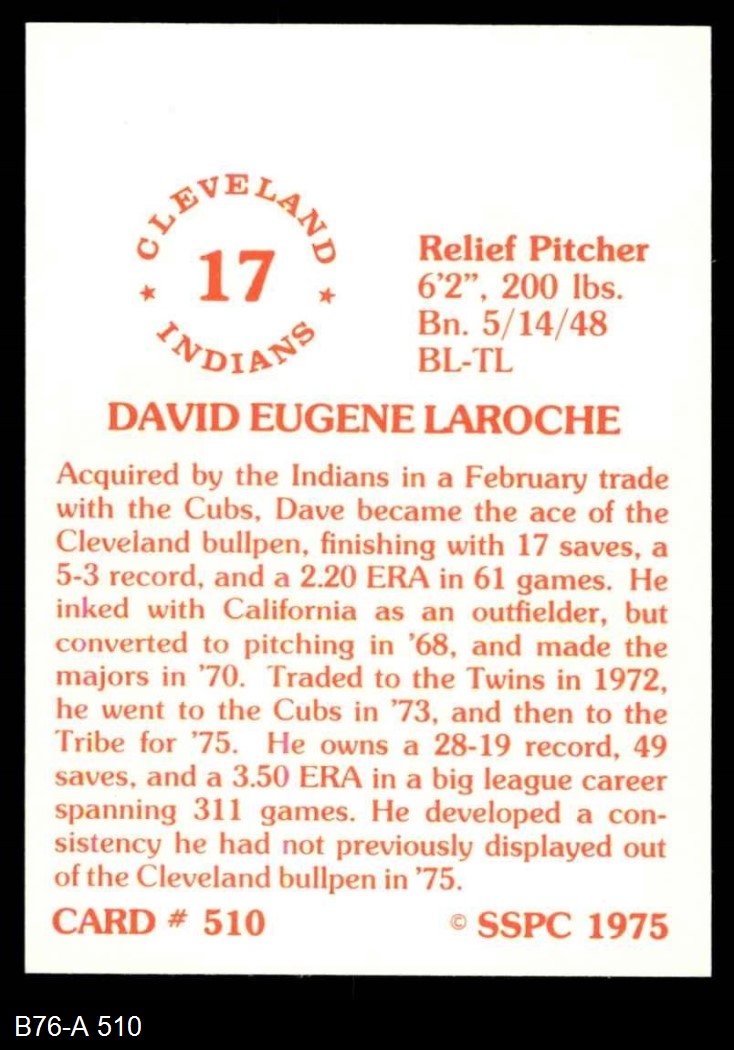 CLEVELAND
17
★ ★
INDIANS
Relief Pitcher
6'2", 200 lbs.
Bn. 5/14/48
BL-TL
DAVID EUGENE LAROCHE
Acquired by the Indians in a February trade
with the Cubs, Dave became the ace of the
Cleveland bullpen, finishing with 17 saves, a
5-3 record, and a 2.20 ERA in 61 games. He
inked with California as an outfielder, but
converted to pitching in '68, and made the
majors in '70. Traded to the Twins in 1972,
he went to the Cubs in '73, and then to the
Tribe for '75. He owns a 28-19 record, 49
saves, and a 3.50 ERA in a big league career
spanning 311 games. He developed a con-
sistency he had not previously displayed out
of the Cleveland bullpen in '75.
CARD # 510 © SSPC 1975
B76-A 510